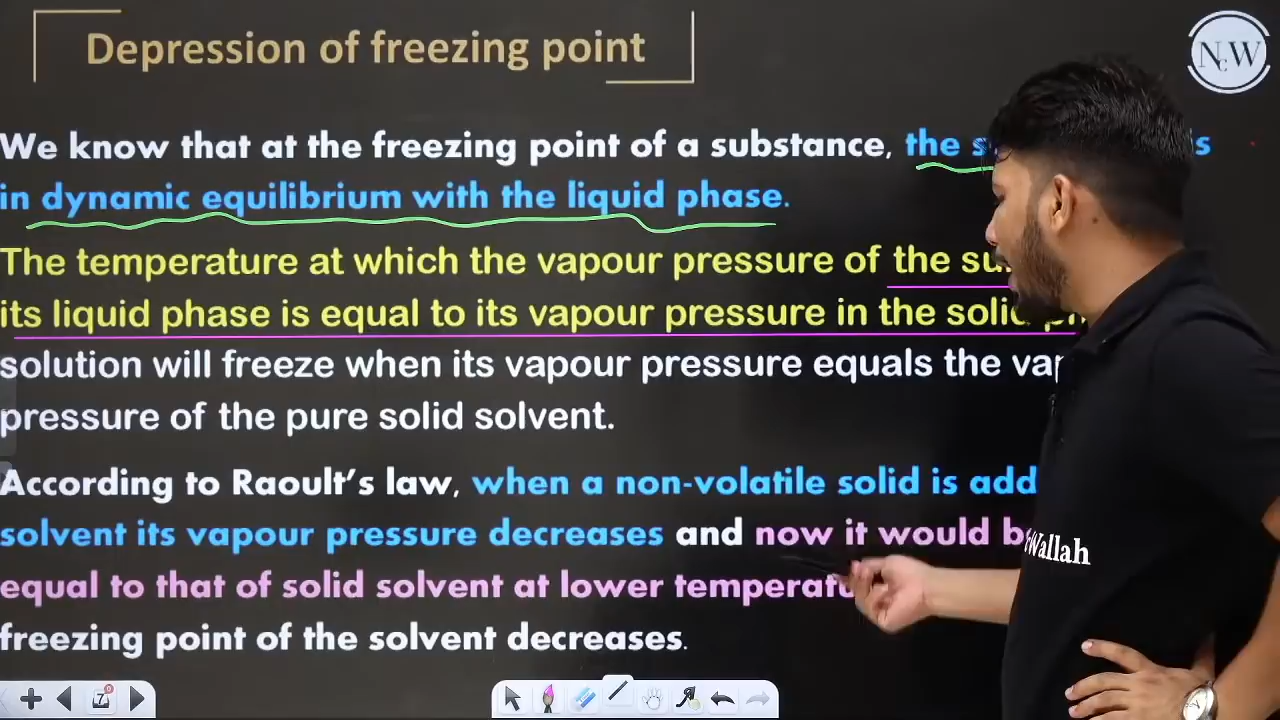 Depression of freezing point
NCW
We know that at the freezing point of a substance, the is
in dynamic equilibrium with the liquid phase.
The temperature at which the vapour pressure of the
its liquid phase is equal to its vapour pressure in the solid
solution will freeze when its vapour pressure equals the
pressure of the pure solid solvent.
According to Raoult's law, when a non-volatile solid is
solvent its vapour pressure decreases and now it would
Wallah
equal to that of solid solvent at lower
freezing point of the solvent decreases.
7